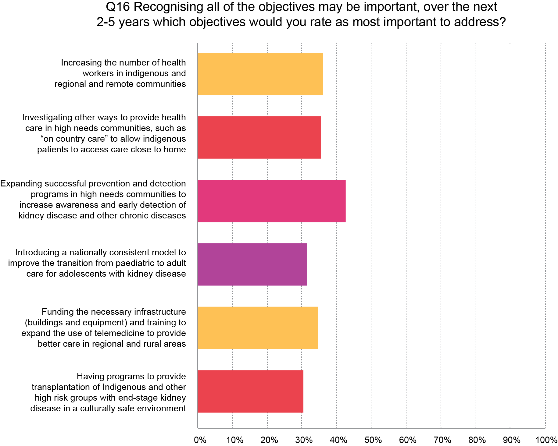 Q16 Recognising all of the objectives may be important, over the next
2-5 years which objectives would you rate as most important to address?
Increasing the number of health
workers in indigenous and
regional and remote communities
Investigating other ways to provide health
care in high needs communities, such as
“on country care” to allow indigenous
patients to access care close to home
Expanding successful prevention and detection
programs in high needs communities to
increase awareness and early detection of
kidney disease and other chronic diseases
Introducing a nationally consistent model to
improve the transition from paediatric to adult
care for adolescents with kidney disease
Funding the necessary infrastructure
(buildings and equipment) and training to
expand the use of telemedicine to provide
better care in regional and rural areas
Having programs to provide
transplantation of Indigenous and other
high risk groups with end-stage kidney
disease in a culturally safe environment
0% 10% 20% 30% 40% 50% 60% 70% 80% 90% 100%